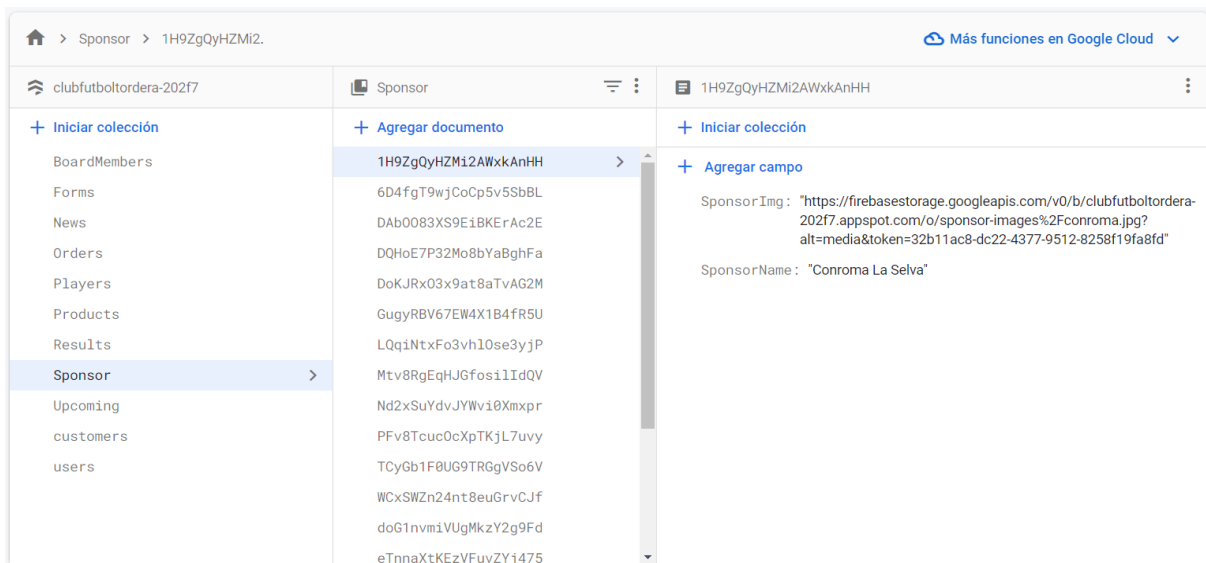 Sponsor > 1H9ZgQyHZMi2.
Más funciones en Google Cloud
clubfutboltordera-202f7
Sponsor
1H9ZgQyHZMi2AWxkAnHH
+ Iniciar colección
+ Agregar documento
+ Iniciar colección
BoardMembers
Forms
News
Orders
Players
Products
Results
Sponsor
Upcoming
customers
users
1H9ZgQyHZMi2AWxkAnHH
6D4fgT9wjCoCp5v5SbBL
DAbO083XS9EiBKErAc2E
DQHoE7P32Mo8bYaBghFa
DoKJRxO3x9at8aTvAG2M
GugyRBV67EW4X1B4fR5U
LQqiNtxFo3vhlOse3yjP
Mtv8RgEqHJGfosilIdQV
Nd2xSuYdvJYWvi0Xmxpr
PFv8TcucOcXpTKjL7uvy
TCyGb1F0UG9TRGgVSo6V
WCxSWZn24nt8euGrvCJf
doG1nvmiVUgMkzY2g9Fd
eTnnaXtKEzVFuvZYi475
+ Agregar campo
SponsorImg: "https://firebasestorage.googleapis.com/v0/b/clubfutboltordera-
202f7.appspot.com/o/sponsor-images%2Fconroma.jpg?
alt=media&token=32b11ac8-dc22-4377-9512-8258f19fa8fd"
SponsorName: "Conroma La Selva"